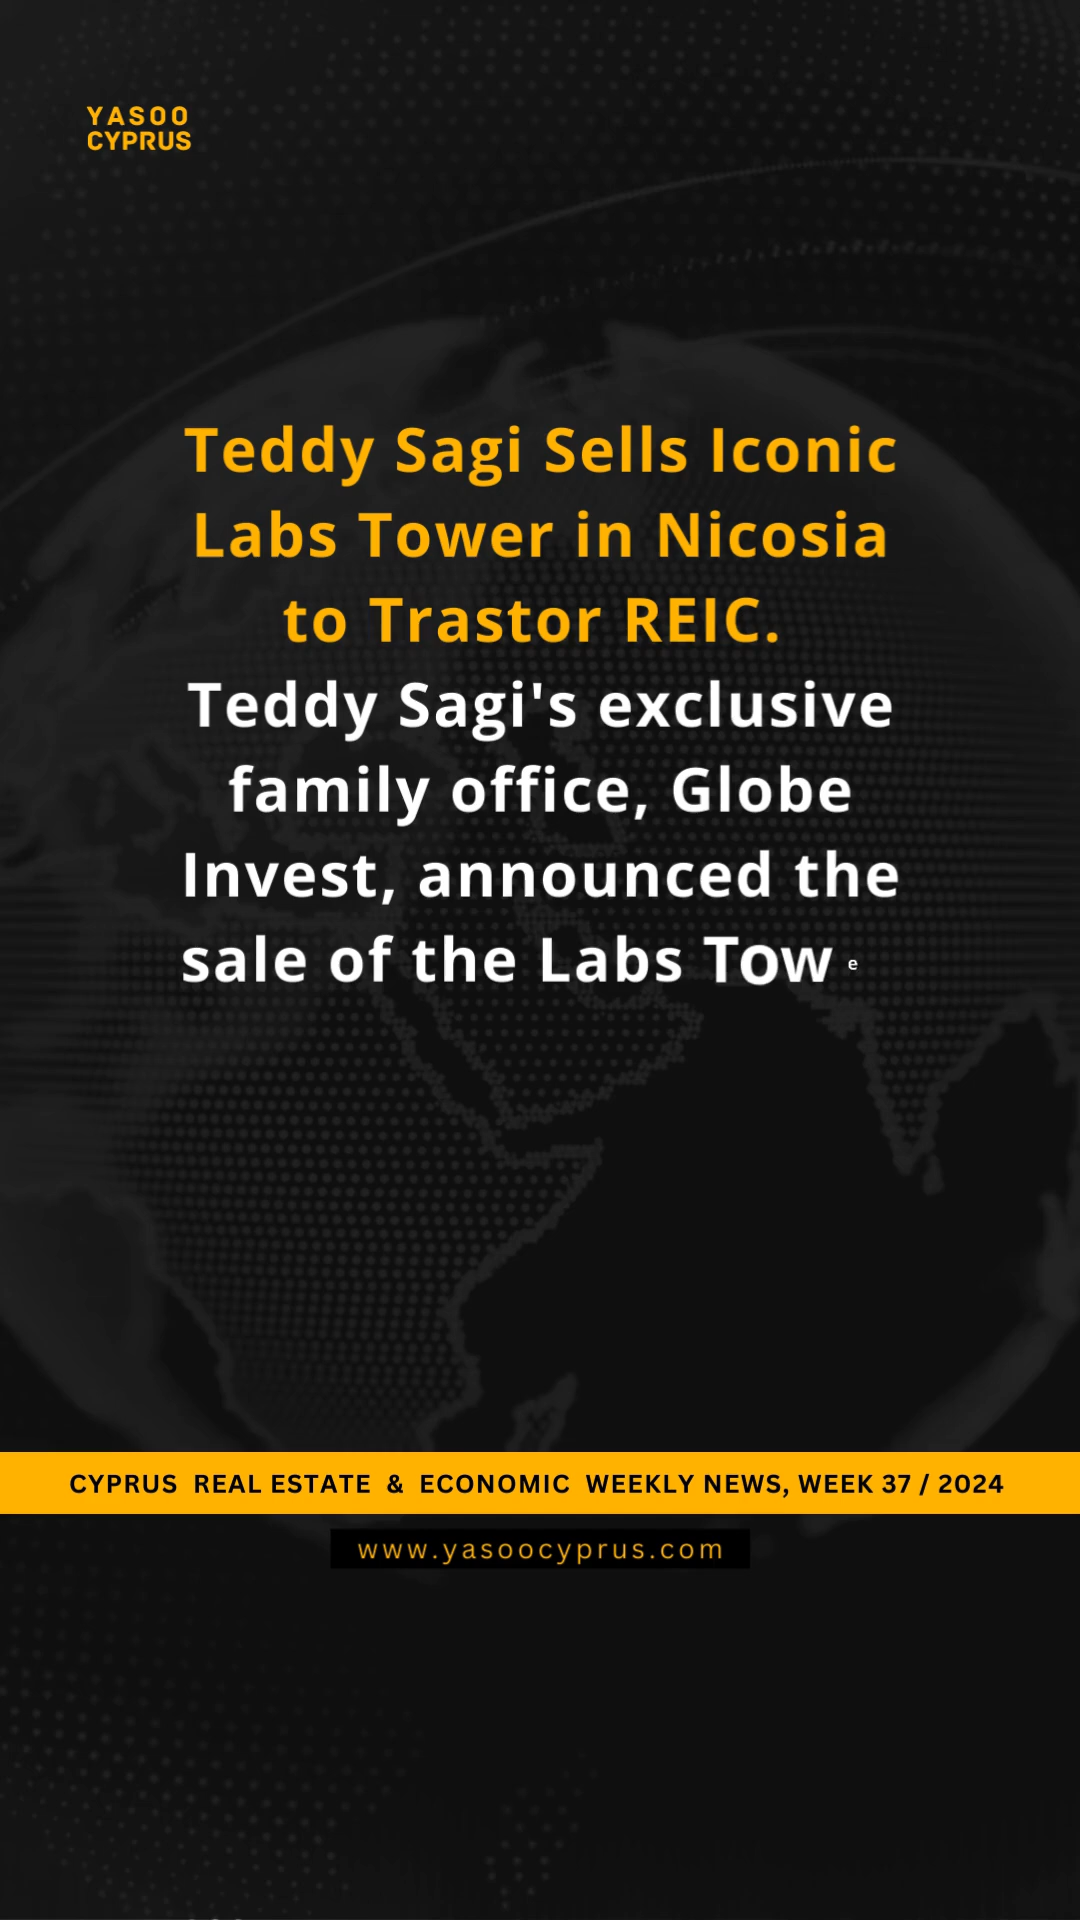 YASOO
CYPRUS
Teddy Sagi Sells Iconic
Labs Tower in Nicosia
to Trastor REIC.
Teddy Sagi's exclusive
family office, Globe
Invest, announced the
sale of the Labs Towe
CYPRUS REAL ESTATE & ECONOMIC WEEKLY NEWS, WEEK 37 / 2024
www.yasoocyprus.com